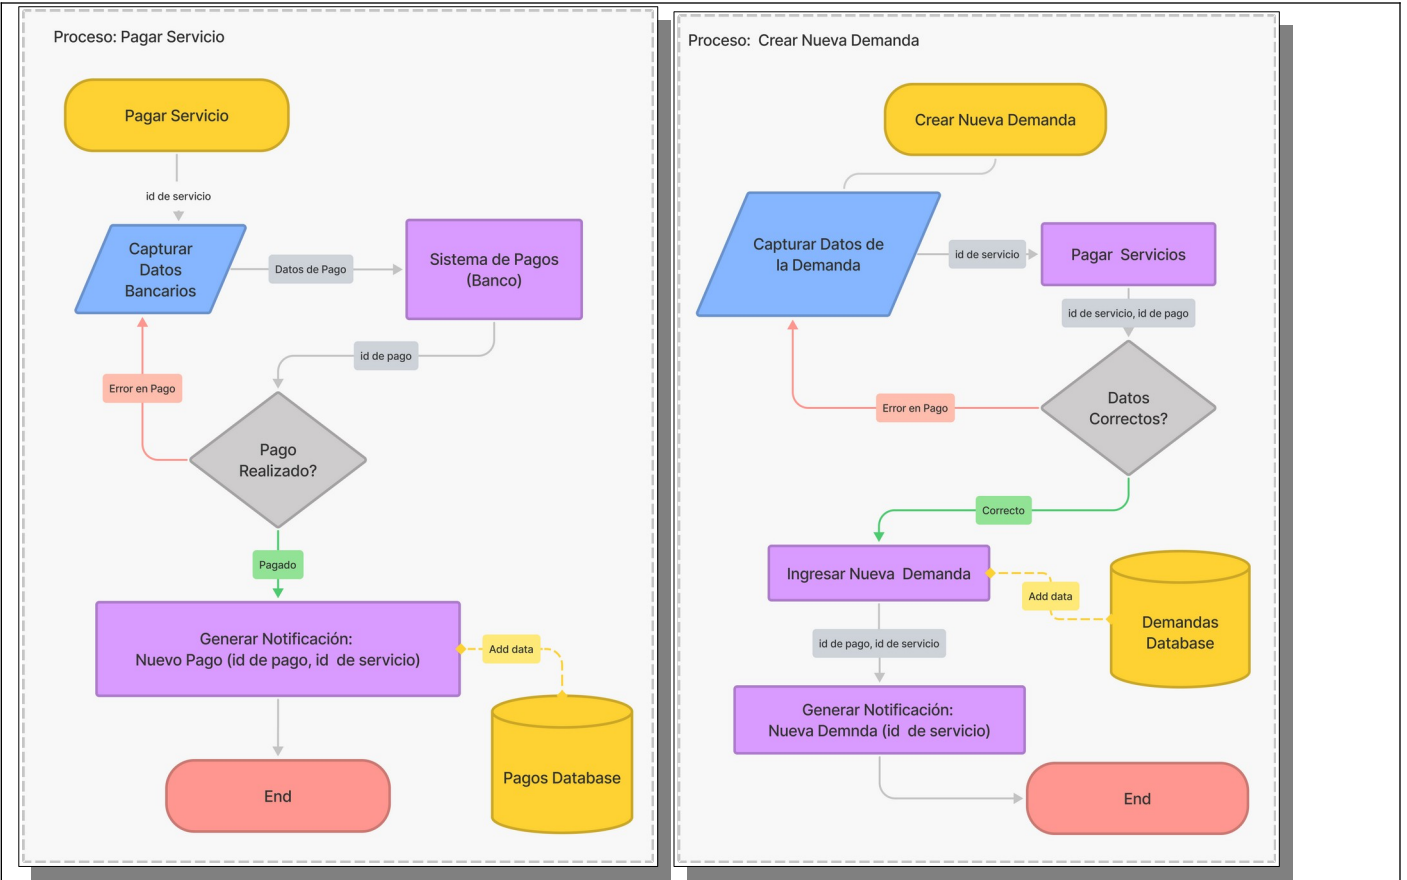 Proceso: Pagar Servicio
Pagar Servicio
id de servicio
Capturar
Datos
Bancarios
Datos de Pago
Sistema de Pagos
(Banco)
id de pago
Error en Pago
Pago
Realizado?
Pagado
Generar Notificación:
Nuevo Pago (id de pago, id de servicio)
Add data
Pagos Database
End
Proceso: Crear Nueva Demanda
Crear Nueva Demanda
Capturar Datos de
la Demanda
id de servicio
Pagar Servicios
id de servicio, id de pago
Datos
Correctos?
Error en Pago
Correcto
Ingresar Nueva Demanda
Add data
Demandas
Database
id de pago, id de servicio
Generar Notificación:
Nueva Demnda (id de servicio)
End